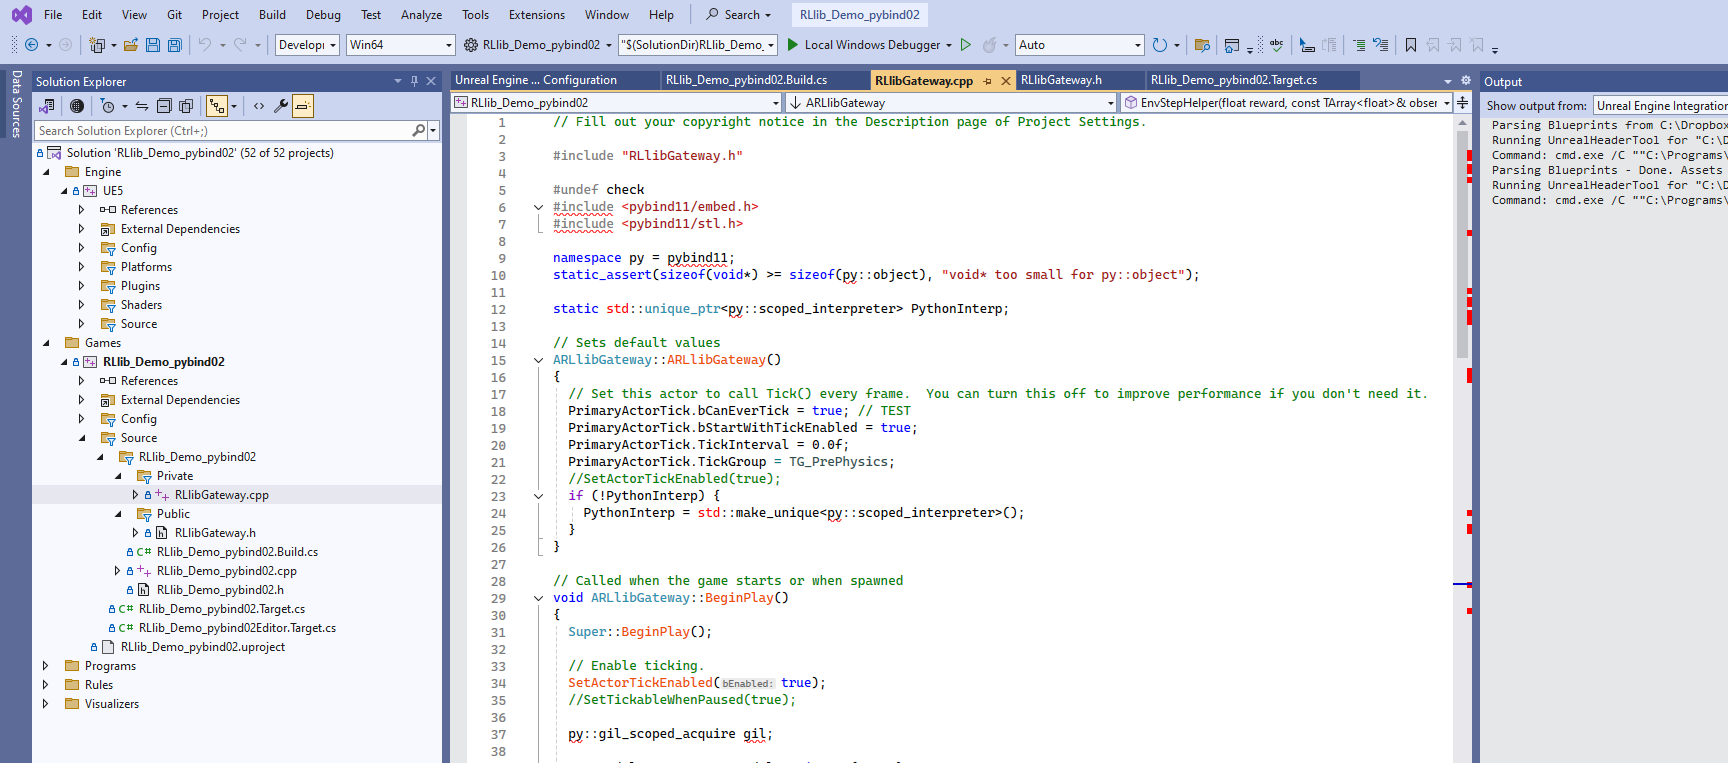 File Edit View Git Project Build Debug Test Analyze Tools Extensions Window Help Search RLlib_Demo_pybind02
Developı Win64 RLlib_Demo_pybind02 "$(SolutionDir)RLlib_Demo_ Local Windows Debugger Auto
Data Sources
Solution Explorer
Search Solution Explorer (Ctrl+;)
Solution 'RLlib_Demo_pybind02' (52 of 52 projects)
Engine
UE5
References
External Dependencies
Config
Platforms
Plugins
Shaders
Source
Games
RLlib_Demo_pybind02
References
External Dependencies
Config
Source
RLlib_Demo_pybind02
Private
RLlibGateway.cpp
Public
RLlibGateway.h
C# RLlib_Demo_pybind02.Build.cs
RLlib_Demo_pybind02.cpp
RLlib_Demo_pybind02.h
C# RLlib_Demo_pybind02.Target.cs
C# RLlib_Demo_pybind02Editor.Target.cs
RLlib_Demo_pybind02.uproject
Programs
Rules
Visualizers
Unreal Engine ... Configuration RLlib_Demo_pybind02.Build.cs RLlibGateway.cpp RLlibGateway.h RLlib_Demo_pybind02.Target.cs
RLlib_Demo_pybind02 ARLlibGateway EnvStepHelper(float reward, const TArray<float>& obser
1 // Fill out your copyright notice in the Description page of Project Settings.
2
3 #include "RLlibGateway.h"
4
5 #undef check
6 #include <pybind11/embed.h>
7 #include <pybind11/stl.h>
8
9 namespace py = pybind11;
10 static_assert(sizeof(void*) >= sizeof(py::object), "void* too small for py::object");
11
12 static std::unique_ptr<py::scoped_interpreter> PythonInterp;
13
14 // Sets default values
15 ARLlibGateway::ARLlibGateway()
16 {
17 // Set this actor to call Tick() every frame.  You can turn this off to improve performance if you don't need it.
18 PrimaryActorTick.bCanEverTick = true; // TEST
19 PrimaryActorTick.bStartWithTickEnabled = true;
20 PrimaryActorTick.TickInterval = 0.0f;
21 PrimaryActorTick.TickGroup = TG_PrePhysics;
22 //SetActorTickEnabled(true);
23 if (!PythonInterp) {
24 PythonInterp = std::make_unique<py::scoped_interpreter>();
25 }
26 }
27
28 // Called when the game starts or when spawned
29 void ARLlibGateway::BeginPlay()
30 {
31 Super::BeginPlay();
32
33 // Enable ticking.
34 SetActorTickEnabled(bEnabled: true);
35 //SetTickableWhenPaused(true);
36
37 py::gil_scoped_acquire gil;
38
Output
Show output from: Unreal Engine Integration
Parsing Blueprints from C:\Dropbox
Running UnrealHeaderTool for "C:\D
Command: cmd.exe /C ""C:\Programs\
Parsing Blueprints - Done. Assets
Running UnrealHeaderTool for "C:\D
Command: cmd.exe /C ""C:\Programs\